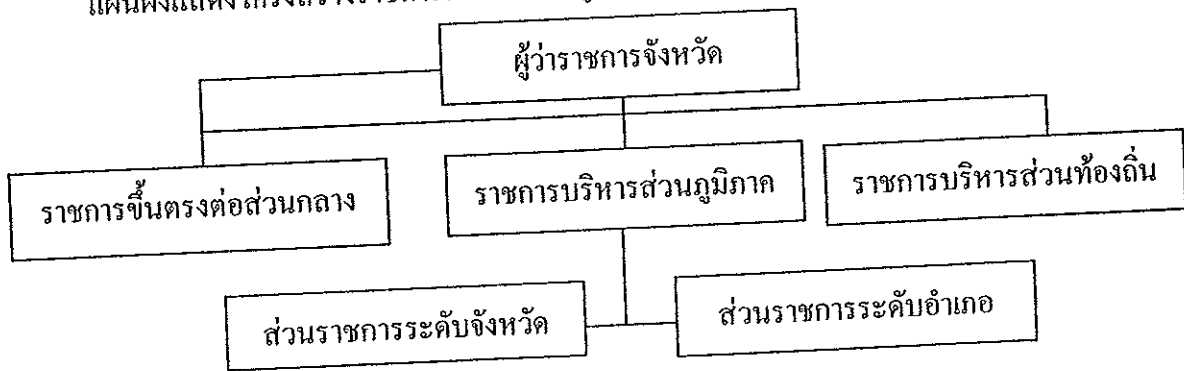 ผู้ว่าราชการจังหวัด
ราชการขึ้นตรงต่อส่วนกลาง
ราชการบริหารส่วนภูมิภาค
ราชการบริหารส่วนท้องถิ่น
ส่วนราชการระดับจังหวัด
ส่วนราชการระดับอำเภอ